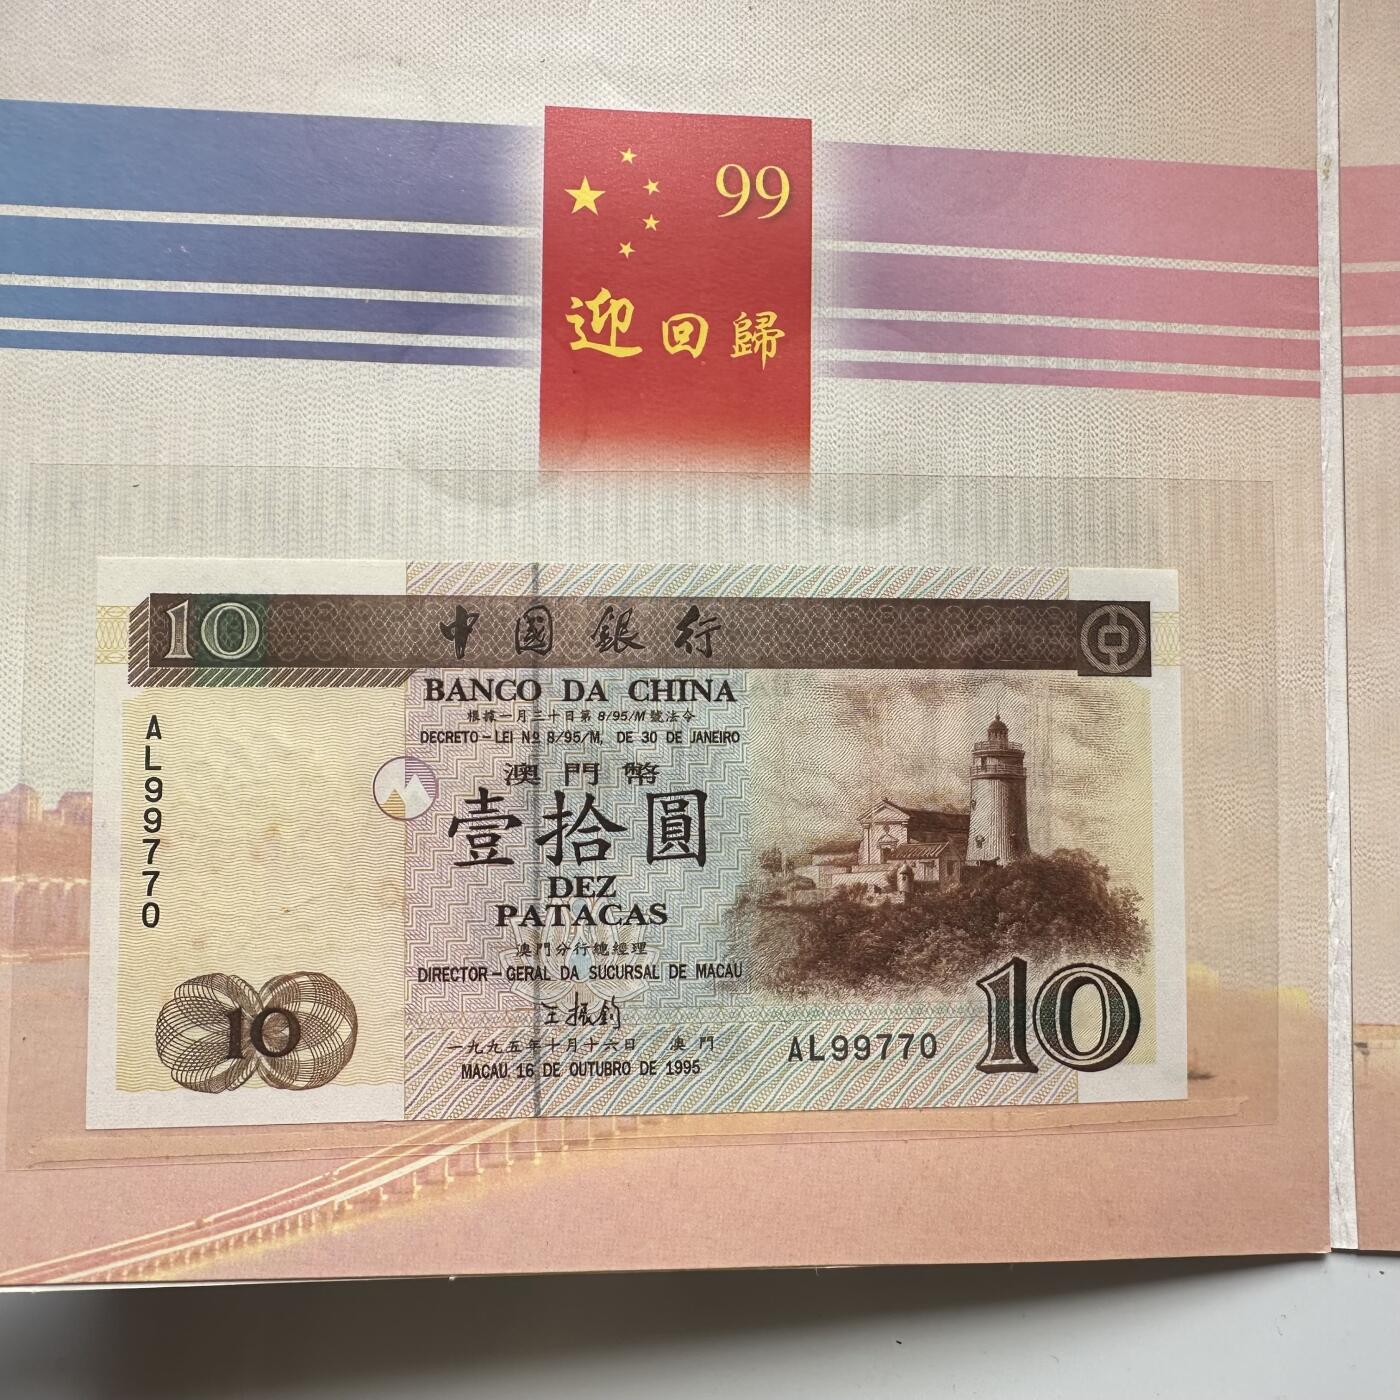 99
迎回歸
10 中國銀行
BANCO DA CHINA
根據一月三十日第 8/95/M 號法令
DECRETO-LEI Nº 8/95/M, DE 30 DE JANEIRO
AL99770
澳門幣
壹拾圓
DEZ
PATACAS
澳門分行總經理
DIRECTOR-GERAL DA SUCURSAL DE MACAU
王振鈞
一九九五年十月十六日 澳門
MACAU, 16 DE OUTUBRO DE 1995
10
AL99770
10